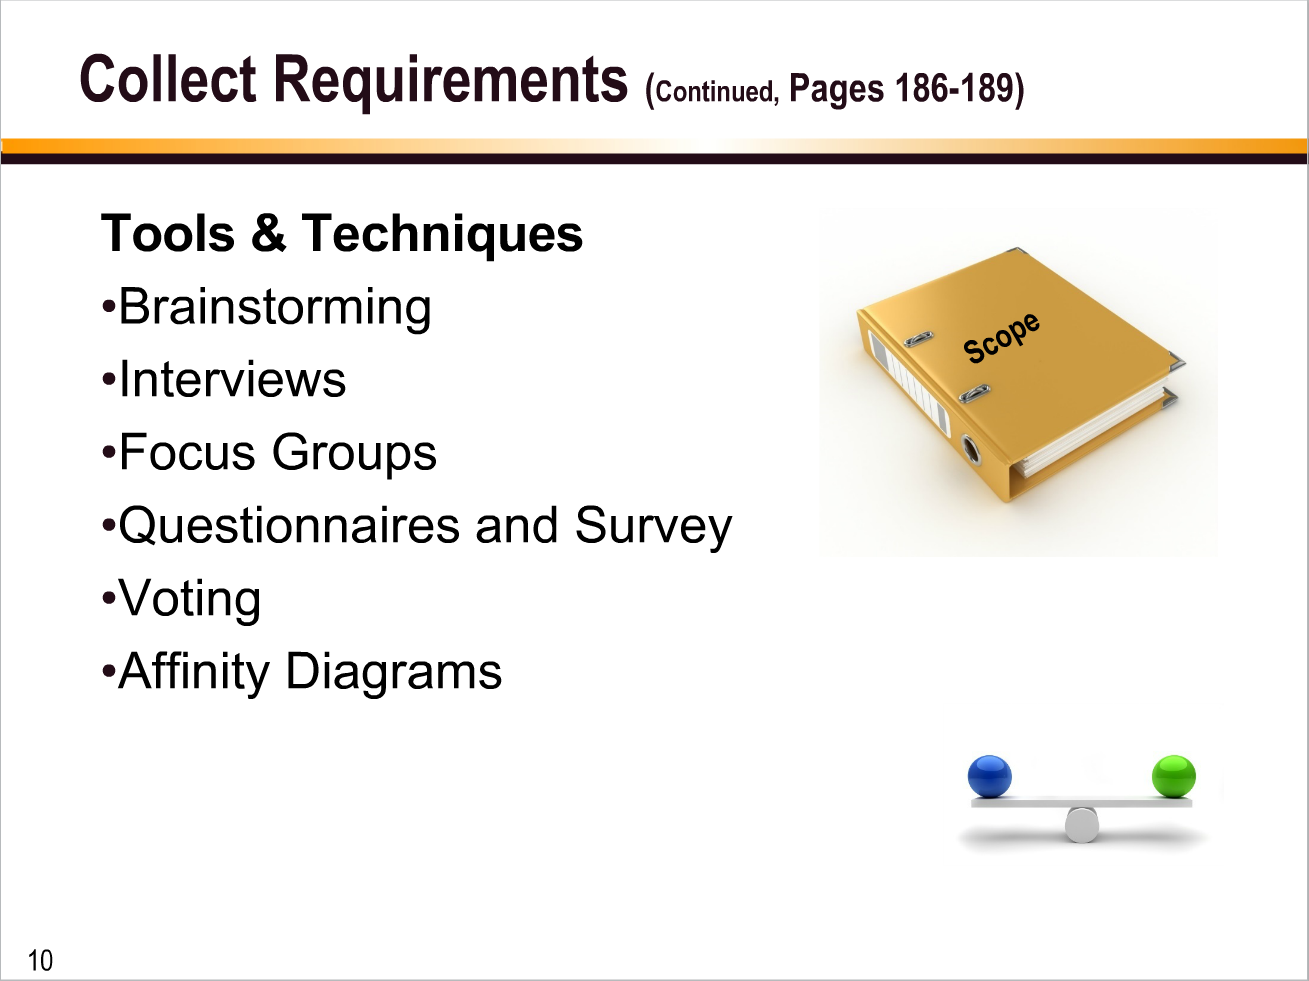 Collect Requirements (Continued, Pages 186-189)
Tools & Techniques
•Brainstorming
•Interviews
•Focus Groups
•Questionnaires and Survey
•Voting
•Affinity Diagrams
Scope
10